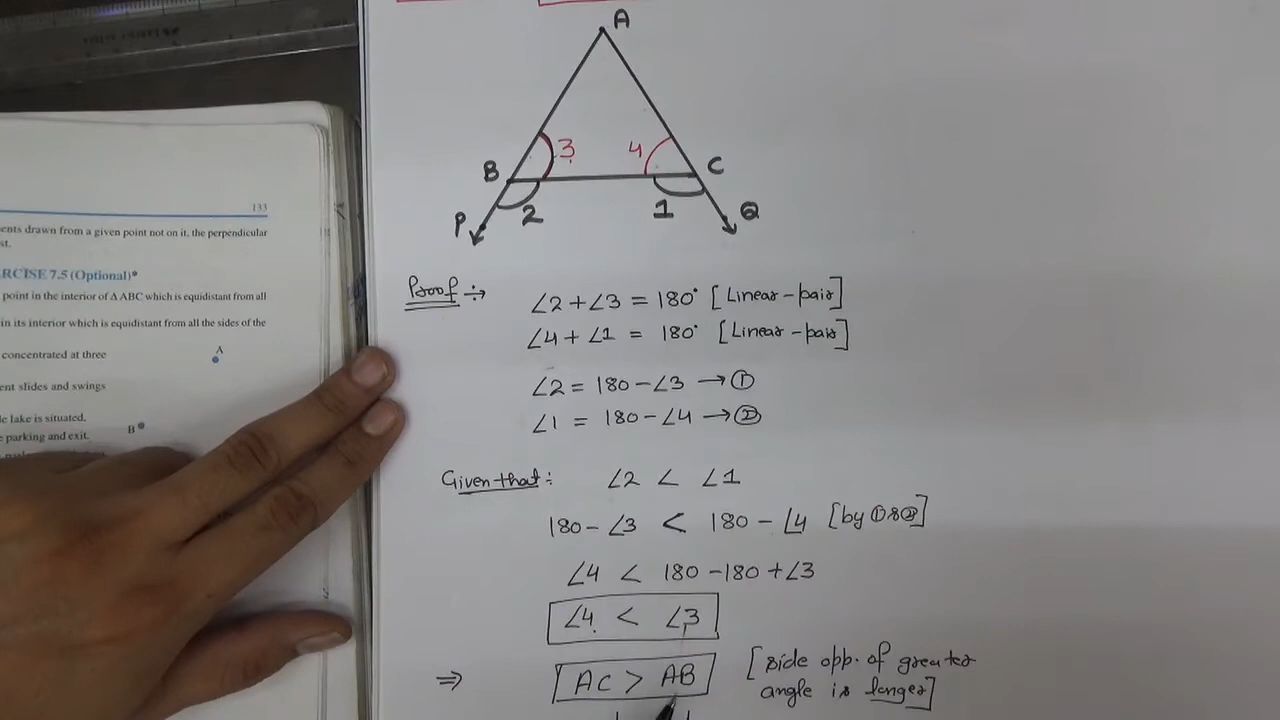 133
ents drawn from a given point not on it, the perpendicular
st.
RCISE 7.5 (Optional)*
point in the interior of Δ ABC which is equidistant from all
in its interior which is equidistant from all the sides of the
concentrated at three
ent slides and swings
le lake is situated.
e parking and exit.
A
B
A
3
4
B
C
2
1
P
Q
Proof :→
∠2 + ∠3 = 180° [Linear-pair]
∠4 + ∠1 = 180° [Linear-pair]
∠2 = 180 - ∠3 → ①
∠1 = 180 - ∠4 → ②
Given that : ∠2 < ∠1
180 - ∠3 < 180 - ∠4 [by ① & ②]
∠4 < 180 - 180 + ∠3
∠4 < ∠3
⇒ AC > AB [side opp. of greater
angle is longer]